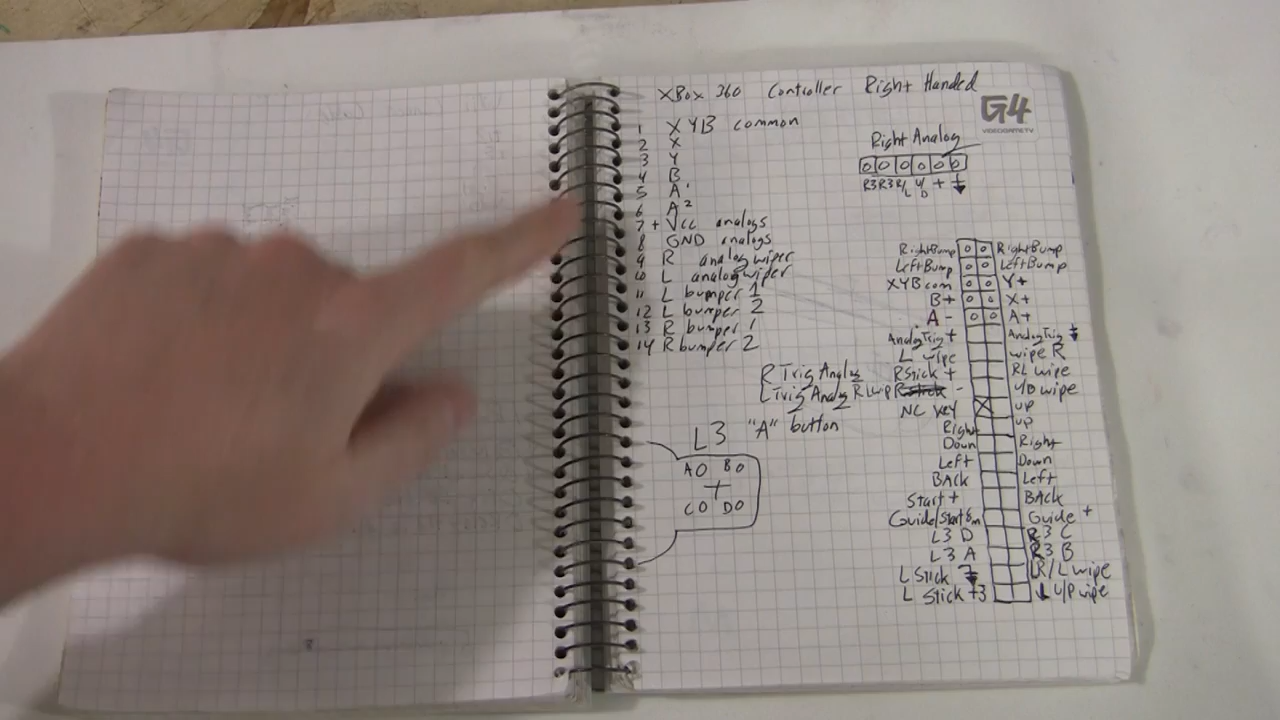 XBox 360 Controller Right Handed
G4
VIDEOGAMETV
1 XYB common
2 X
3 Y
4 B
5 A1
6 A2
7 + Vcc analogs
8 GND analogs
9 R analog wiper
10 L analog wiper
11 L bumper 1
12 L bumper 2
13 R bumper 1
14 R bumper 2
Right Analog
R3 R3 R/L U/D +
RightBump RightBump
LeftBump LeftBump
XYB com Y+
B+ X+
A- A+
AnalogTrig + AnalogTrig
L wipe wipe R
R Trig Analog RStick + RL wipe
L Trig Analog RLwip - U/D wipe
NC Key up
"A" button
up
Right Right
Down Down
Left Left
BACK BACK
Start + Guide +
Guide/Start Com
L3 D R3 C
L3 A R3 B
L Stick LR/L wipe
L Stick +3 U/P wipe
L3
AO BO
CO DO